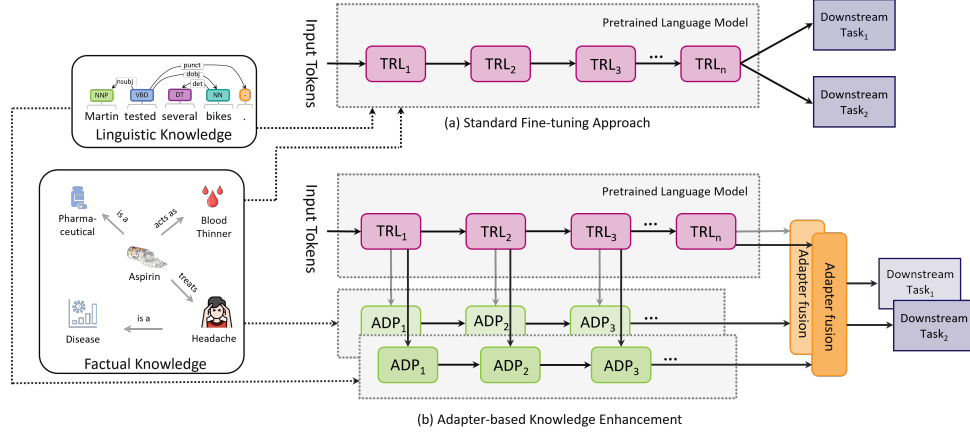 Pretrained Language Model
Input Tokens
TRL1
TRL2
TRL3
...
TRLn
Downstream
Task1
Downstream
Task2
(a) Standard Fine-tuning Approach
punct
nsubj
dobj
det
NNP
VBD
DT
NN
.
Martin tested several bikes .
Linguistic Knowledge
Pharma-
ceutical
is a
acts as
Blood
Thinner
Aspirin
treats
Disease
is a
Headache
Factual Knowledge
Pretrained Language Model
Input Tokens
TRL1
TRL2
TRL3
...
TRLn
ADP1
ADP2
ADP3
...
ADP1
ADP2
ADP3
...
Adapter fusion
Adapter fusion
Downstream
Task1
Downstream
Task2
(b) Adapter-based Knowledge Enhancement